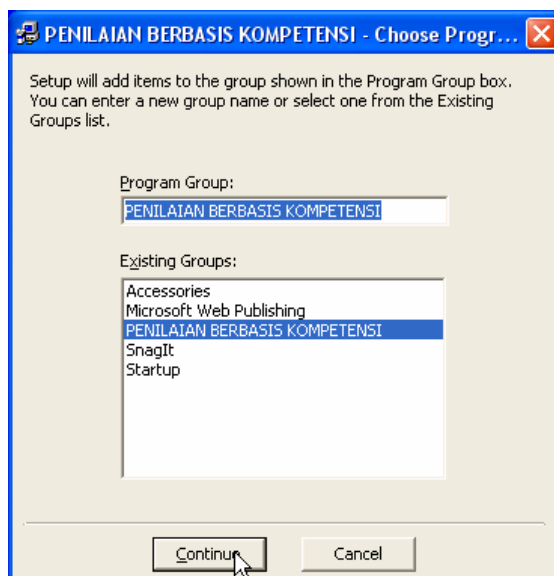 PENILAIAN BERBASIS KOMPETENSI - Choose Progr...
Setup will add items to the group shown in the Program Group box.
You can enter a new group name or select one from the Existing
Groups list.
Program Group:
PENILAIAN BERBASIS KOMPETENSI
Existing Groups:
Accessories
Microsoft Web Publishing
PENILAIAN BERBASIS KOMPETENSI
SnagIt
Startup
Continue
Cancel